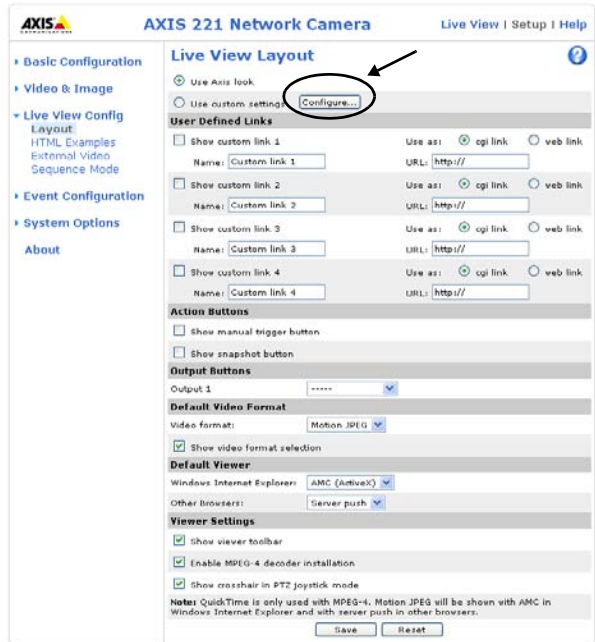 AXIS
COMMUNICATIONS
AXIS 221 Network Camera
Live View | Setup | Help
Basic Configuration
Video & Image
Live View Config
Layout
HTML Examples
External Video
Sequence Mode
Event Configuration
System Options
About
Live View Layout
?
Use Axis look
Use custom settings Configure...
User Defined Links
Show custom link 1 Use as: cgi link web link
Name: Custom link 1 URL: http://
Show custom link 2 Use as: cgi link web link
Name: Custom link 2 URL: http://
Show custom link 3 Use as: cgi link web link
Name: Custom link 3 URL: http://
Show custom link 4 Use as: cgi link web link
Name: Custom link 4 URL: http://
Action Buttons
Show manual trigger button
Show snapshot button
Output Buttons
Output 1 -----
Default Video Format
Video format: Motion JPEG
Show video format selection
Default Viewer
Windows Internet Explorer: AMC (ActiveX)
Other Browsers: Server push
Viewer Settings
Show viewer toolbar
Enable MPEG-4 decoder installation
Show crosshair in PTZ joystick mode
Note: QuickTime is only used with MPEG-4. Motion JPEG will be shown with AMC in
Windows Internet Explorer and with server push in other browsers.
Save Reset